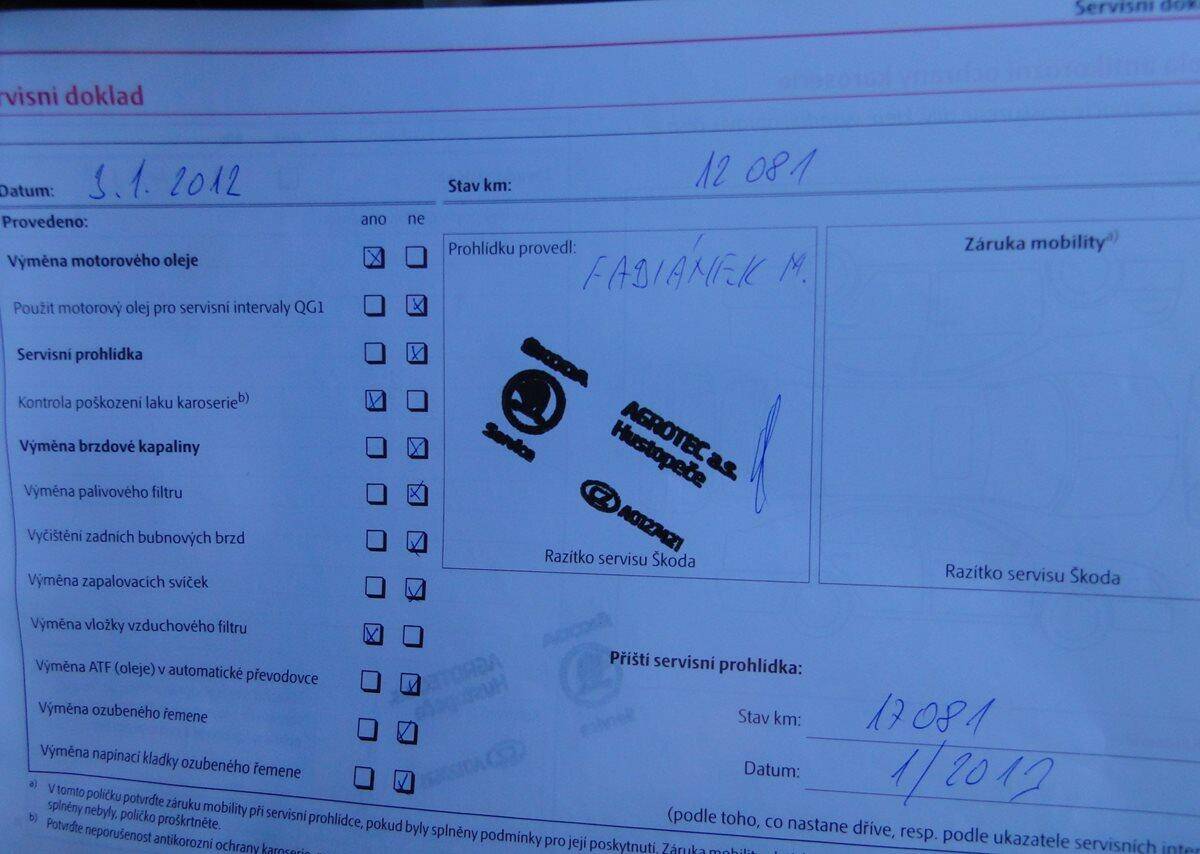 Servisní
rvisní doklad
Datum: 3.1.2012
Stav km: 12 081
Provedeno: ano ne
Výměna motorového oleje
Použit motorový olej pro servisní intervaly QG1
Servisní prohlídka
Kontrola poškození laku karoserie b)
Výměna brzdové kapaliny
Výměna palivového filtru
Vyčištění zadních bubnových brzd
Výměna zapalovacích svíček
Výměna vložky vzduchového filtru
Výměna ATF (oleje) v automatické převodovce
Výměna ozubeného řemene
Výměna napínací kladky ozubeného řemene
Prohlídku provedl:
FABIÁNEK M.
ŠKODA
Service
AGROTEC a.s.
Hustopeče
CZ A0127421
Razítko servisu Škoda
Záruka mobility a)
Razítko servisu Škoda
Příští servisní prohlídka:
Stav km: 17081
Datum: 1/2013
(podle toho, co nastane dříve, resp. podle ukazatele servisních
a) V tomto políčku potvrďte záruku mobility při servisní prohlídce, pokud byly splněny podmínky pro její poskytnutí. Záruka
splněny nebyly, políčko proškrtněte.
b) Potvrďte neporušenost antikorozní ochrany